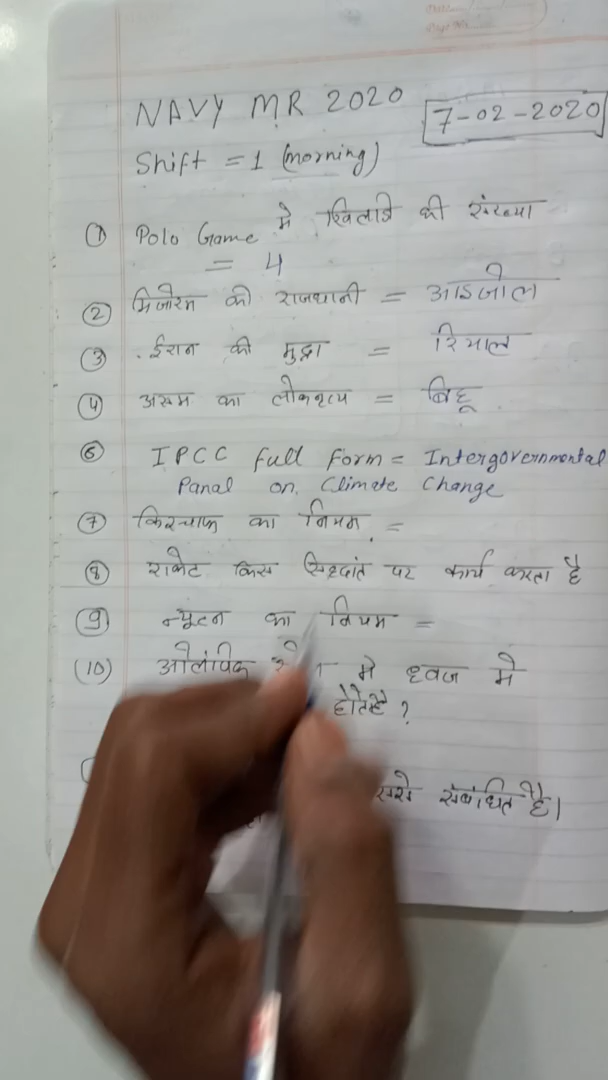 NAVY MR 2020
7-02-2020
Shift = 1 (morning)
① Polo Game मे खिलाडी की संख्या
= 4
② मिजोरम की राजधानी = आइजोल
③ ईरान की मुद्रा = रियाल
④ असम का लोकनृत्य = बिहू
⑥ IPCC full form = Intergovernmental
Panal on Climate Change
⑦ किरचाफ का नियम =
⑧ राकेट किस सिध्दांत पर कार्य करता है
⑨ न्यूटन का नियम =
(10) ओलंपिक मे ध्वज मे
होतेहै ?
संबंधित है।